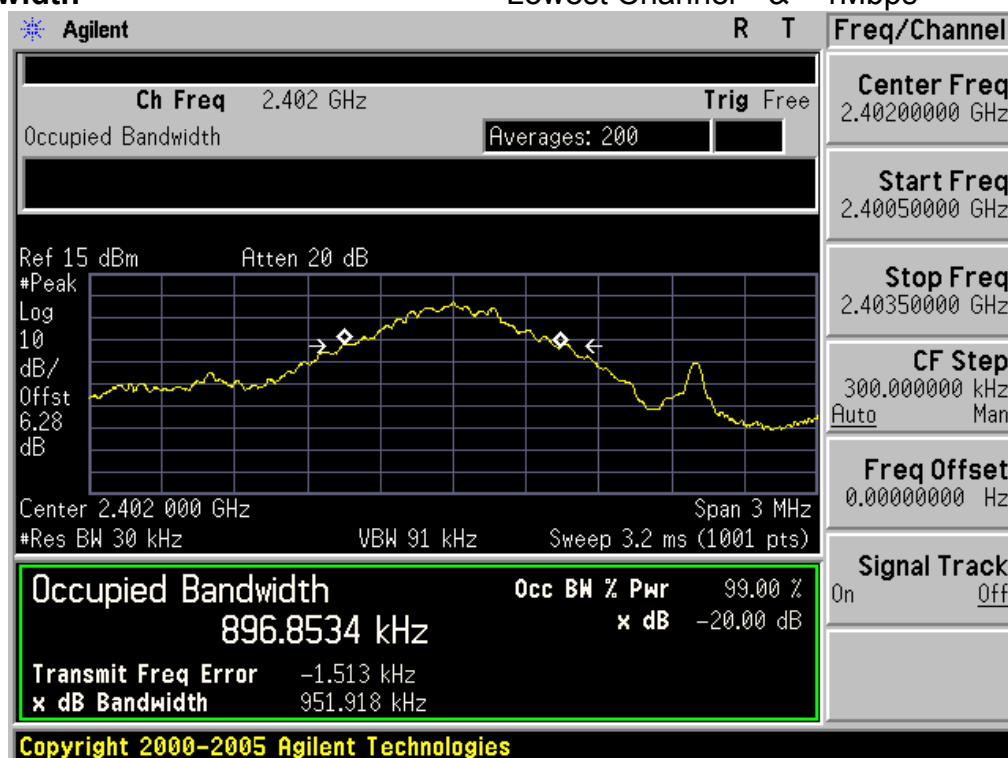 width Lowest Channel & 1Mbps
Agilent R T Freq/Channel
Ch Freq 2.402 GHz Trig Free
Occupied Bandwidth Averages: 200
Center Freq
2.40200000 GHz
Start Freq
2.40050000 GHz
Stop Freq
2.40350000 GHz
CF Step
300.000000 kHz
Auto Man
Freq Offset
0.00000000 Hz
Signal Track
On Off
Ref 15 dBm Atten 20 dB
#Peak
Log
10
dB/
Offst
6.28
dB
Center 2.402 000 GHz Span 3 MHz
#Res BW 30 kHz VBW 91 kHz Sweep 3.2 ms (1001 pts)
Occupied Bandwidth Occ BW % Pwr 99.00 %
896.8534 kHz x dB -20.00 dB
Transmit Freq Error -1.513 kHz
x dB Bandwidth 951.918 kHz
Copyright 2000-2005 Agilent Technologies